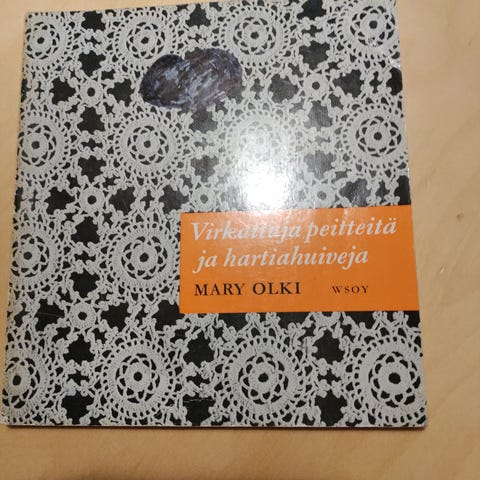 Virkattuja peitteitä
ja hartiahuiveja
MARY OLKI WSOY